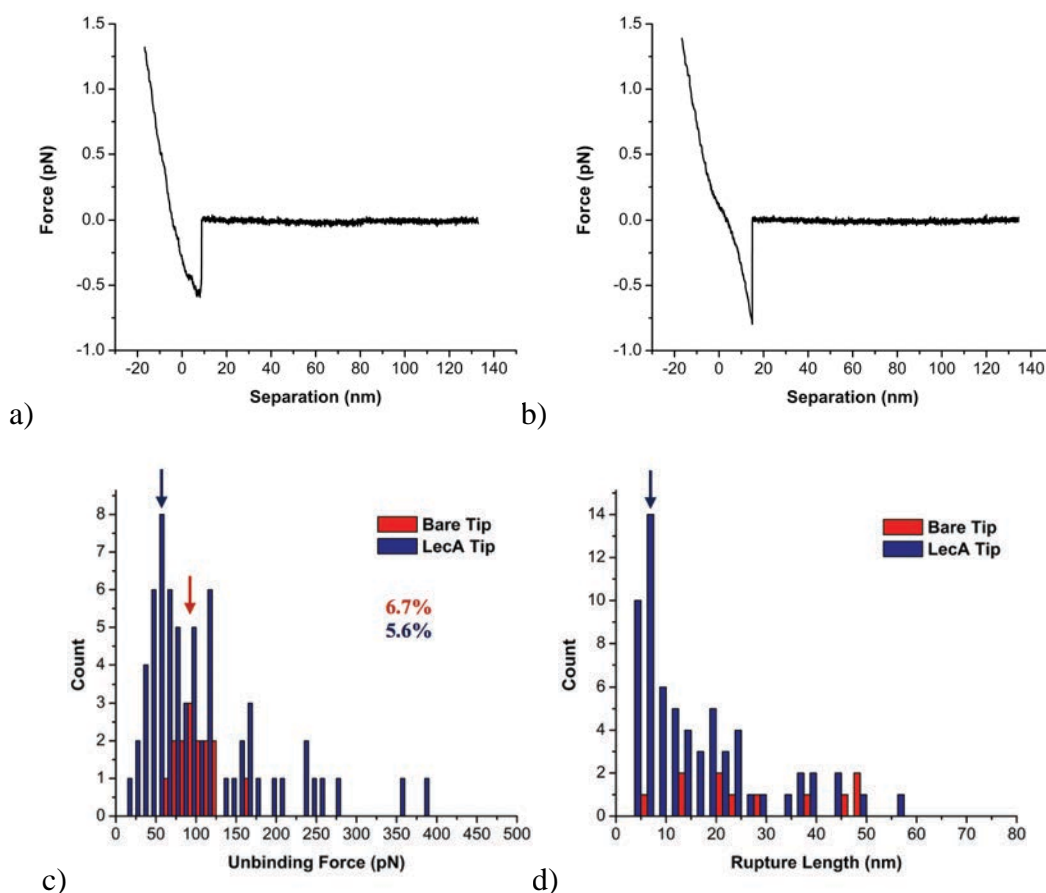 1.5
1.0
0.5
0.0
-0.5
-1.0
Force (pN)
-20 0 20 40 60 80 100 120 140
Separation (nm)
a)
1.5
1.0
0.5
0.0
-0.5
-1.0
Force (pN)
-20 0 20 40 60 80 100 120 140
Separation (nm)
b)
8
7
6
5
4
3
2
1
0
Count
Bare Tip
LecA Tip
6.7%
5.6%
0 50 100 150 200 250 300 350 400 450 500
Unbinding Force (pN)
c)
14
12
10
8
6
4
2
0
Count
Bare Tip
LecA Tip
0 10 20 30 40 50 60 70 80
Rupture Length (nm)
d)